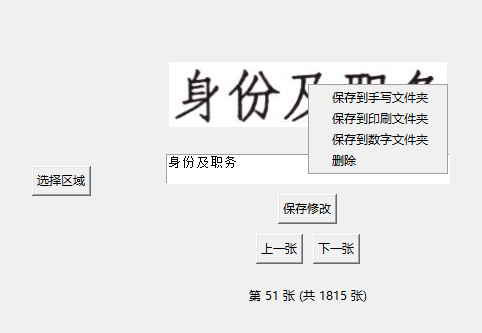 身份及职务
保存到手写文件夹
保存到印刷文件夹
保存到数字文件夹
删除
身份及职务
选择区域
保存修改
上一张 下一张
第 51 张 (共 1815 张)